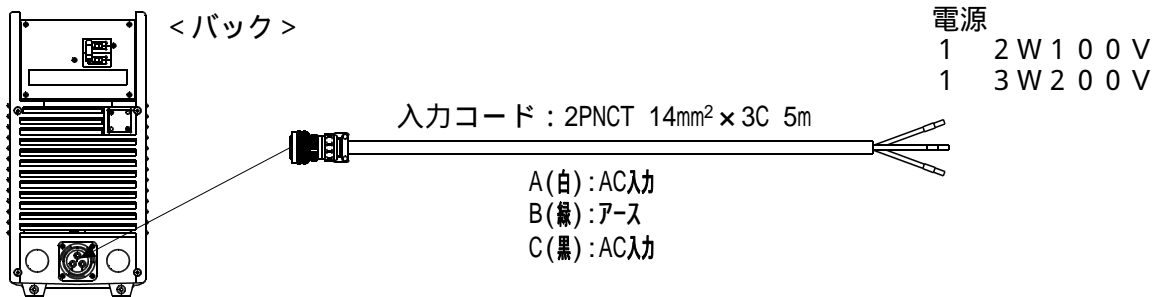 <バック>
電源
1 2W100V
1 3W200V
入力コード:2PNCT 14mm²×3C 5m
A(白):AC入力
B(緑):アース
C(黒):AC入力